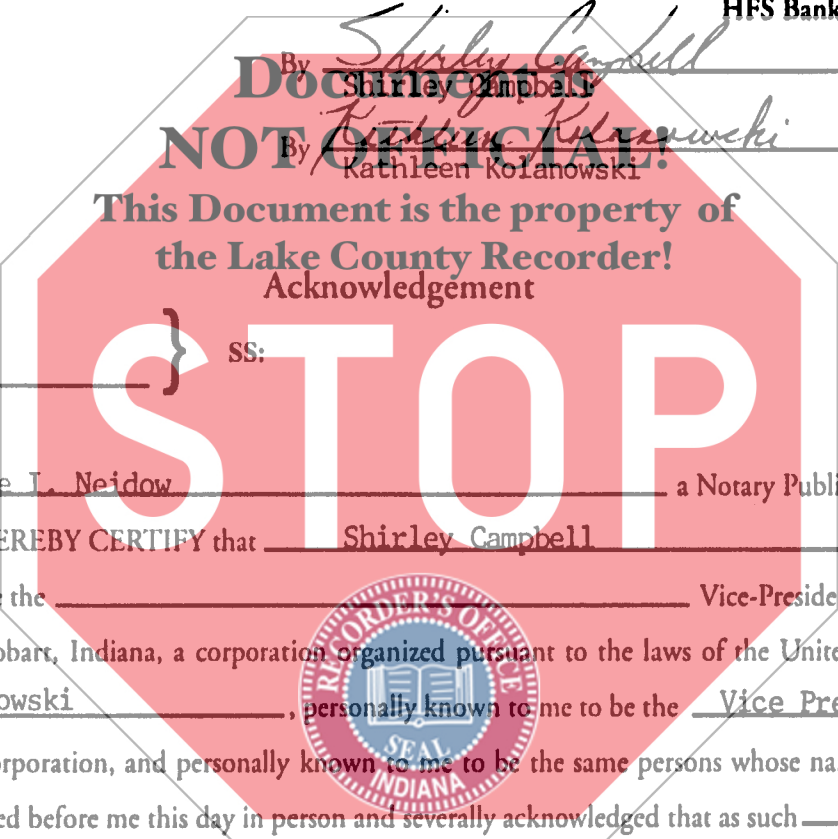 HFS Bank
By Shirley Campbell
Document is
Shirley Campbell
NOT OFFICIAL!
By Kathleen Kolanowski
Kathleen Kolanowski
This Document is the property of
the Lake County Recorder!
Acknowledgement
} SS:
STOP
e I. Neidow a Notary Publi
EREBY CERTIFY that Shirley Campbell
the Vice-Preside
obart, Indiana, a corporation organized pursuant to the laws of the Unite
owski, personally known to me to be the Vice Pre
rporation, and personally known to me to be the same persons whose na
ed before me this day in person and severally acknowledged that as such
RECORDER'S OFFICE
SEAL
INDIANA